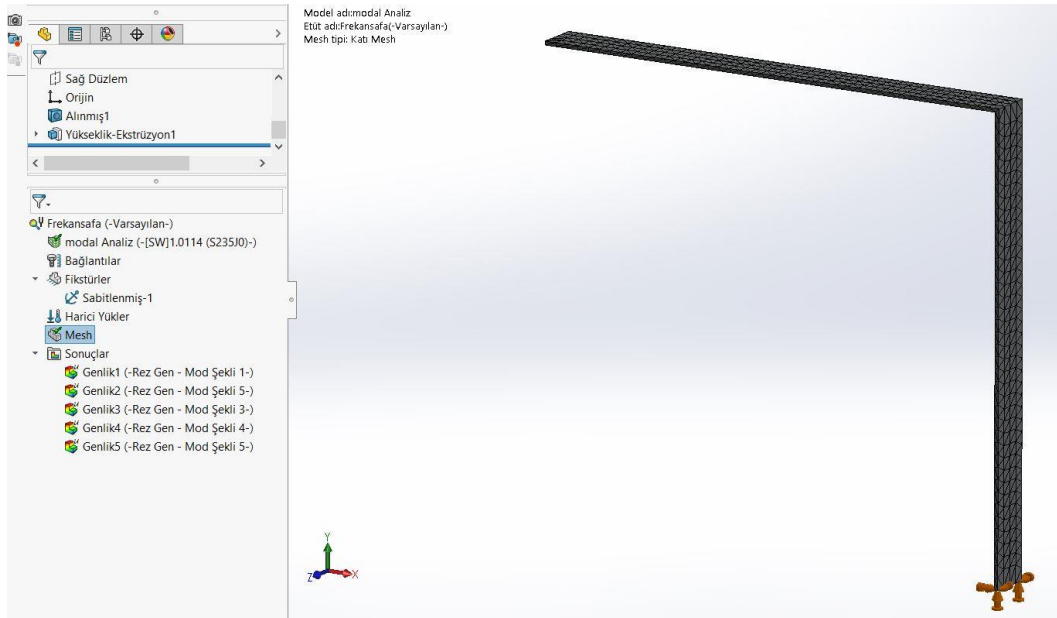 Model adı:modal Analiz
Etüt adı:Frekansafa(-Varsayılan-)
Mesh tipi: Katı Mesh
Sağ Düzlem
Orijin
Alınmış1
Yükseklik-Ekstrüzyon1
Frekansafa (-Varsayılan-)
modal Analiz (-[SW]1.0114 (S235J0)-)
Bağlantılar
Fikstürler
Sabitlenmiş-1
Harici Yükler
Mesh
Sonuçlar
Genlik1 (-Rez Gen - Mod Şekli 1-)
Genlik2 (-Rez Gen - Mod Şekli 5-)
Genlik3 (-Rez Gen - Mod Şekli 3-)
Genlik4 (-Rez Gen - Mod Şekli 4-)
Genlik5 (-Rez Gen - Mod Şekli 5-)
Y
Z
X